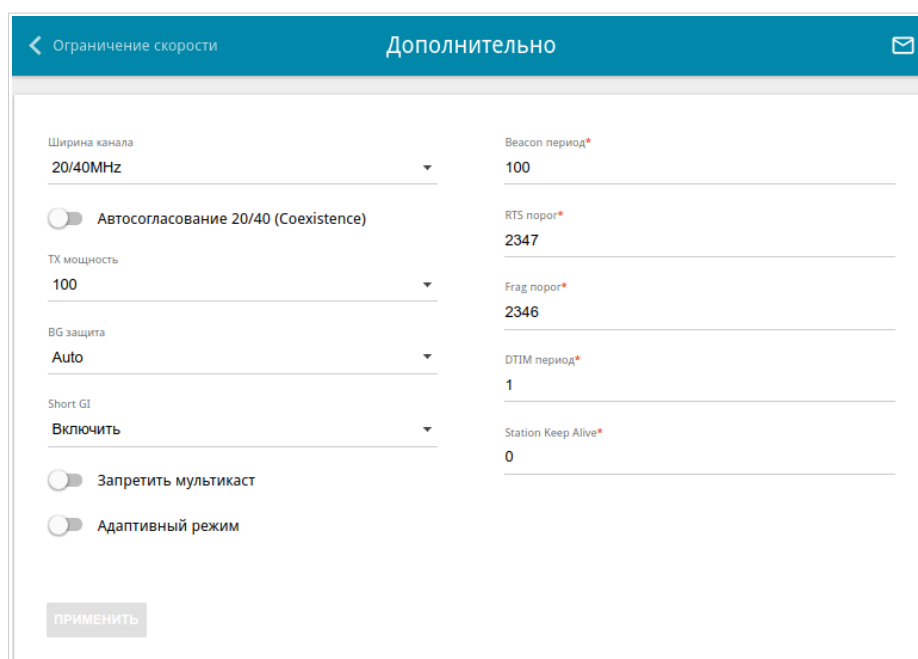 Ограничение скорости
Дополнительно
Ширина канала
20/40MHz
Автосогласование 20/40 (Coexistence)
TX мощность
100
BG защита
Auto
Short GI
Включить
Запретить мультикаст
Адаптивный режим
ПРИМЕНИТЬ
Beacon период*
100
RTS порог*
2347
Frag порог*
2346
DTIM период*
1
Station Keep Alive*
0